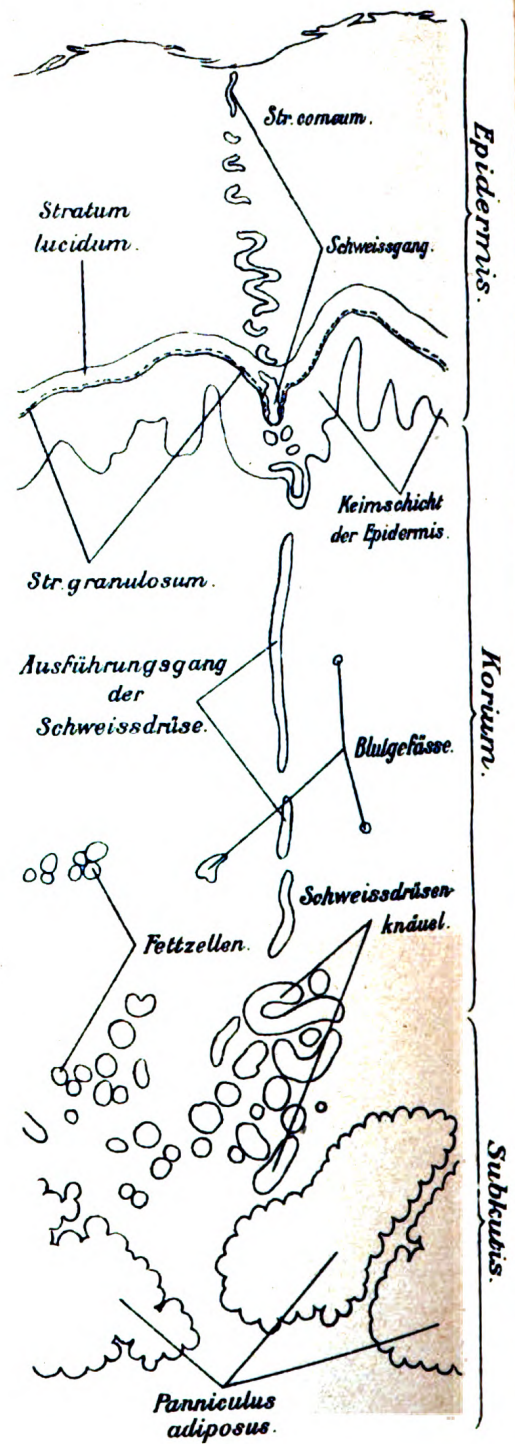 Str. corneum.
Epidermis.
Stratum
lucidum.
Schweissgang.
Keimschicht
der Epidermis.
Str. granulosum.
Ausführungsgang
der
Schweissdrüse.
Korium.
Blutgefässe.
Schweissdrüsen-
knäuel.
Fettzellen.
Subkutis.
Panniculus
adiposus.